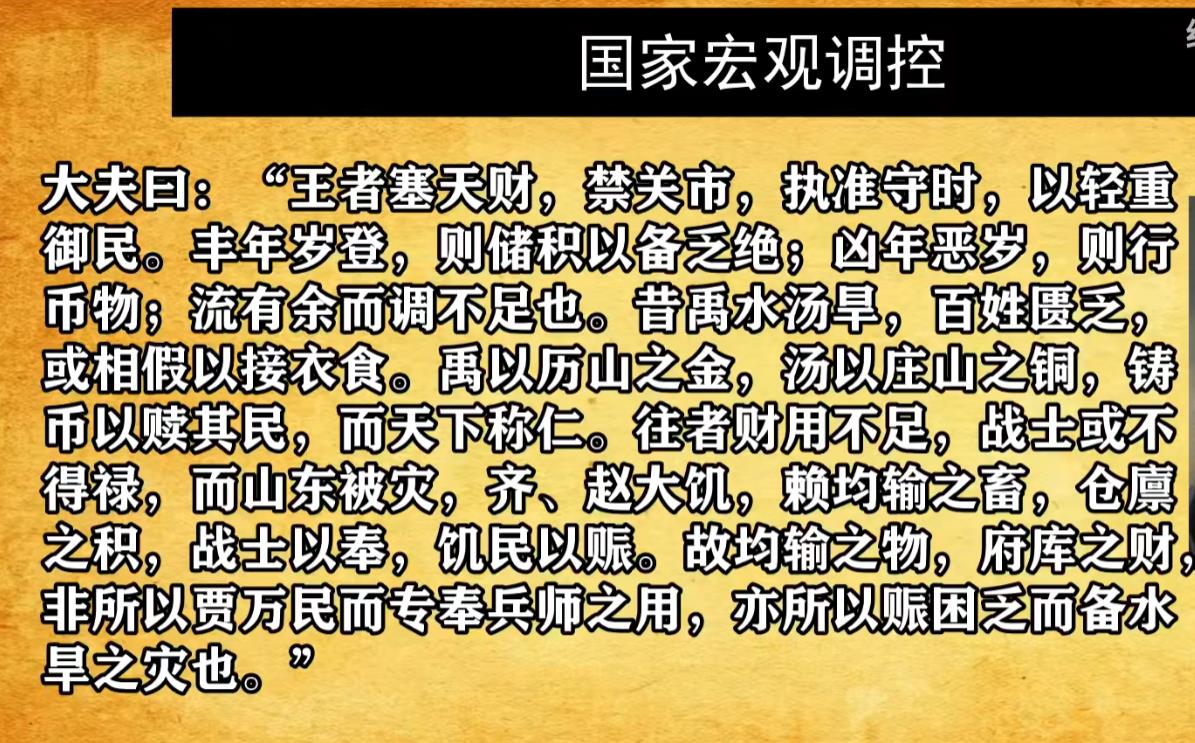 国家宏观调控
大夫曰：“王者塞天财，禁关市，执准守时，以轻重
御民。丰年岁登，则储积以备乏绝；凶年恶岁，则行
币物；流有余而调不足也。昔禹水汤旱，百姓匮乏，
或相假以接衣食。禹以历山之金，汤以庄山之铜，铸
币以赎其民，而天下称仁。往者财用不足，战士或不
得禄，而山东被灾，齐、赵大饥，赖均输之畜，仓廪
之积，战士以奉，饥民以赈。故均输之物，府库之财，
非所以贾万民而专奉兵师之用，亦所以赈困乏而备水
旱之灾也。”